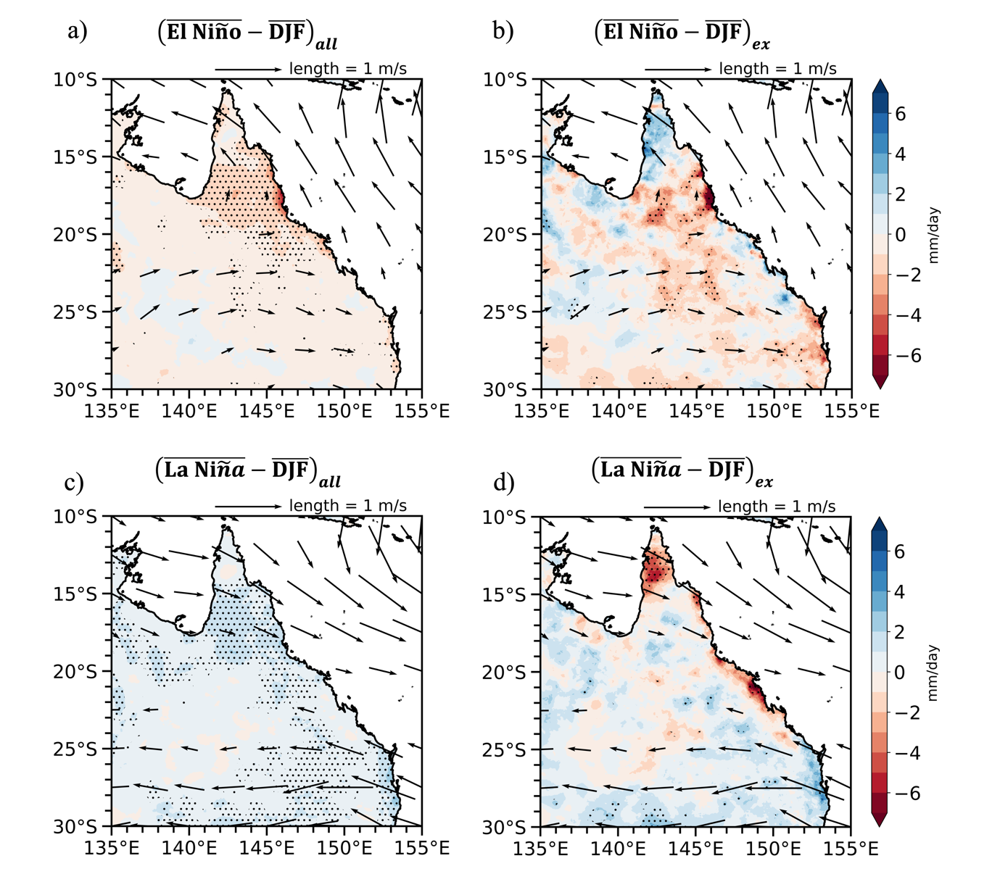 a) (El Niño − DJF)all
b) (El Niño − DJF)ex
length = 1 m/s
length = 1 m/s
10°S
15°S
20°S
25°S
30°S
135°E 140°E 145°E 150°E 155°E
10°S
15°S
20°S
25°S
30°S
135°E 140°E 145°E 150°E 155°E
6
4
2
0
−2
−4
−6
mm/day
c) (La Niña − DJF)all
d) (La Niña − DJF)ex
length = 1 m/s
length = 1 m/s
10°S
15°S
20°S
25°S
30°S
135°E 140°E 145°E 150°E 155°E
10°S
15°S
20°S
25°S
30°S
135°E 140°E 145°E 150°E 155°E
6
4
2
0
−2
−4
−6
mm/day